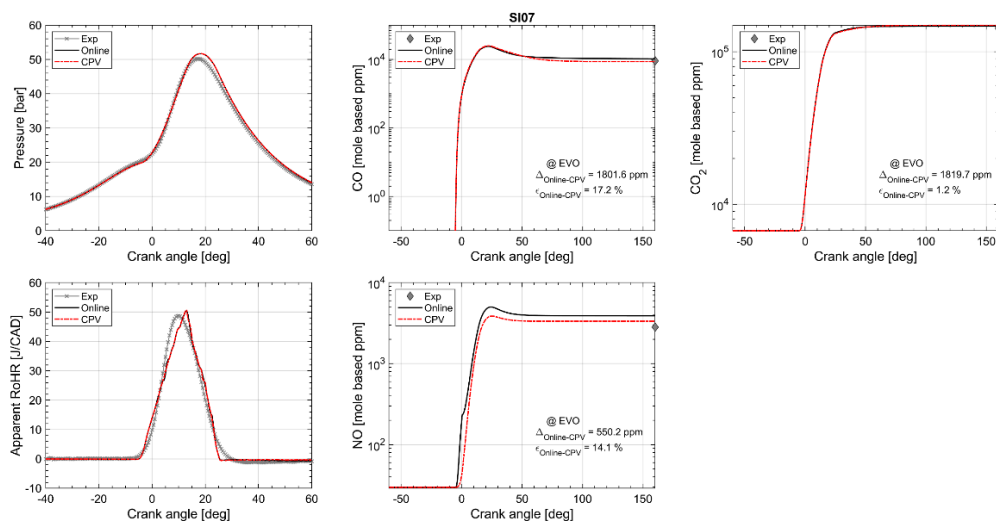 SI07
Exp
Online
CPV
Pressure [bar]
60
50
40
30
20
10
0
-40
-20
0
20
40
60
Crank angle [deg]
Exp
Online
CPV
CO [mole based ppm]
10^4
10^2
10^0
@ EVO
Δ_Online-CPV = 1801.6 ppm
ϵ_Online-CPV = 17.2 %
-50
0
50
100
150
Crank angle [deg]
Exp
Online
CPV
CO_2 [mole based ppm]
10^5
10^4
@ EVO
Δ_Online-CPV = 1819.7 ppm
ϵ_Online-CPV = 1.2 %
-50
0
50
100
150
Crank angle [deg]
Exp
Online
CPV
Apparent RoHR [J/CAD]
60
50
40
30
20
10
0
-10
-40
-20
0
20
40
60
Crank angle [deg]
Exp
Online
CPV
NO [mole based ppm]
10^4
10^3
10^2
@ EVO
Δ_Online-CPV = 550.2 ppm
ϵ_Online-CPV = 14.1 %
-50
0
50
100
150
Crank angle [deg]